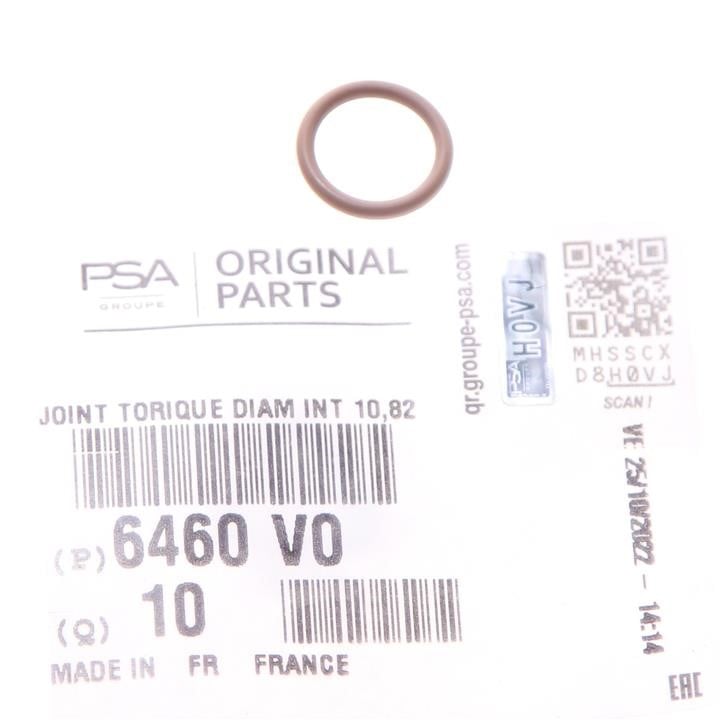 PSA
GROUPE
ORIGINAL
PARTS
qr.groupe-psa.com
PSA
H0VJ
MHSSCX
D8H0VJ
SCAN!
JOINT TORIQUE DIAM INT 10,82
(P) 6460 V0
(Q) 10
MADE IN FR FRANCE
VE 25/10/2022 - 14:14
EAC